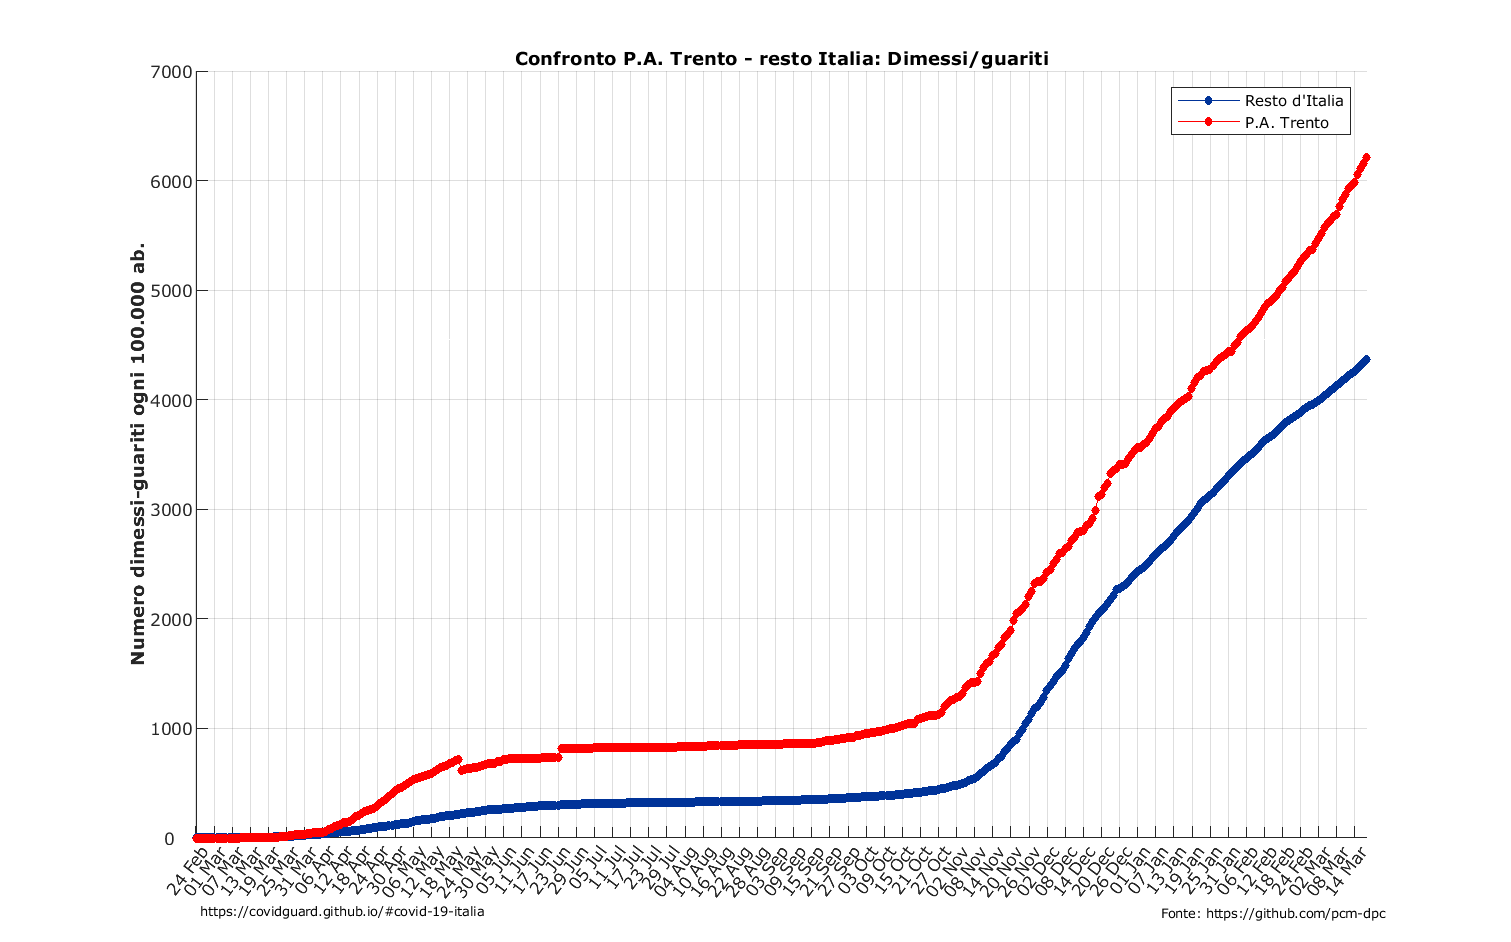 Confronto P.A. Trento - resto Italia: Dimessi/guariti
7000
6000
5000
4000
3000
2000
1000
0
Numero dimessi-guariti ogni 100.000 ab.
Resto d'Italia
P.A. Trento
24 Feb
01 Mar
07 Mar
13 Mar
19 Mar
25 Mar
31 Mar
06 Apr
12 Apr
18 Apr
24 Apr
30 Apr
06 May
12 May
18 May
24 May
30 May
05 Jun
11 Jun
17 Jun
23 Jun
29 Jun
05 Jul
11 Jul
17 Jul
23 Jul
29 Jul
04 Aug
10 Aug
16 Aug
22 Aug
28 Aug
03 Sep
09 Sep
15 Sep
21 Sep
27 Sep
03 Oct
09 Oct
15 Oct
21 Oct
27 Oct
02 Nov
08 Nov
14 Nov
20 Nov
26 Nov
02 Dec
08 Dec
14 Dec
20 Dec
26 Dec
01 Jan
07 Jan
13 Jan
19 Jan
25 Jan
31 Jan
06 Feb
12 Feb
18 Feb
24 Feb
02 Mar
08 Mar
14 Mar
https://covidguard.github.io/#covid-19-italia
Fonte: https://github.com/pcm-dpc